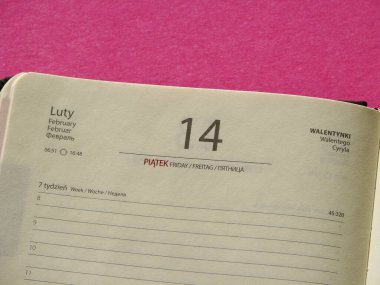 Luty
February
Februar
Февраль
06:51 16:48
14
PIĄTEK FRIDAY / FREITAG / ПЯТНИЦА
WALENTYNKI
Walentego
Cyryla
7 tydzień Week / Woche / Неделя
45-320
8
9
10
11